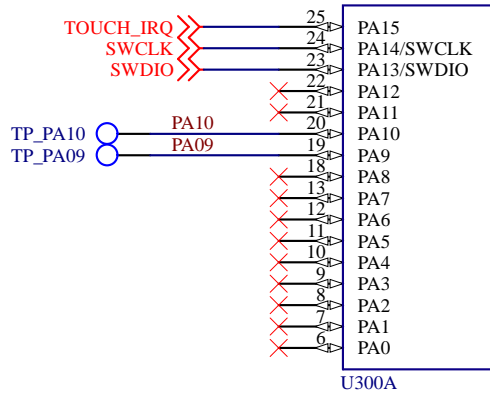 TOUCH_IRQ 25 PA15
SWCLK 24 PA14/SWCLK
SWDIO 23 PA13/SWDIO
22 PA12
21 PA11
TP_PA10 PA10 20 PA10
TP_PA09 PA09 19 PA9
18 PA8
13 PA7
12 PA6
11 PA5
10 PA4
9 PA3
8 PA2
7 PA1
6 PA0
U300A